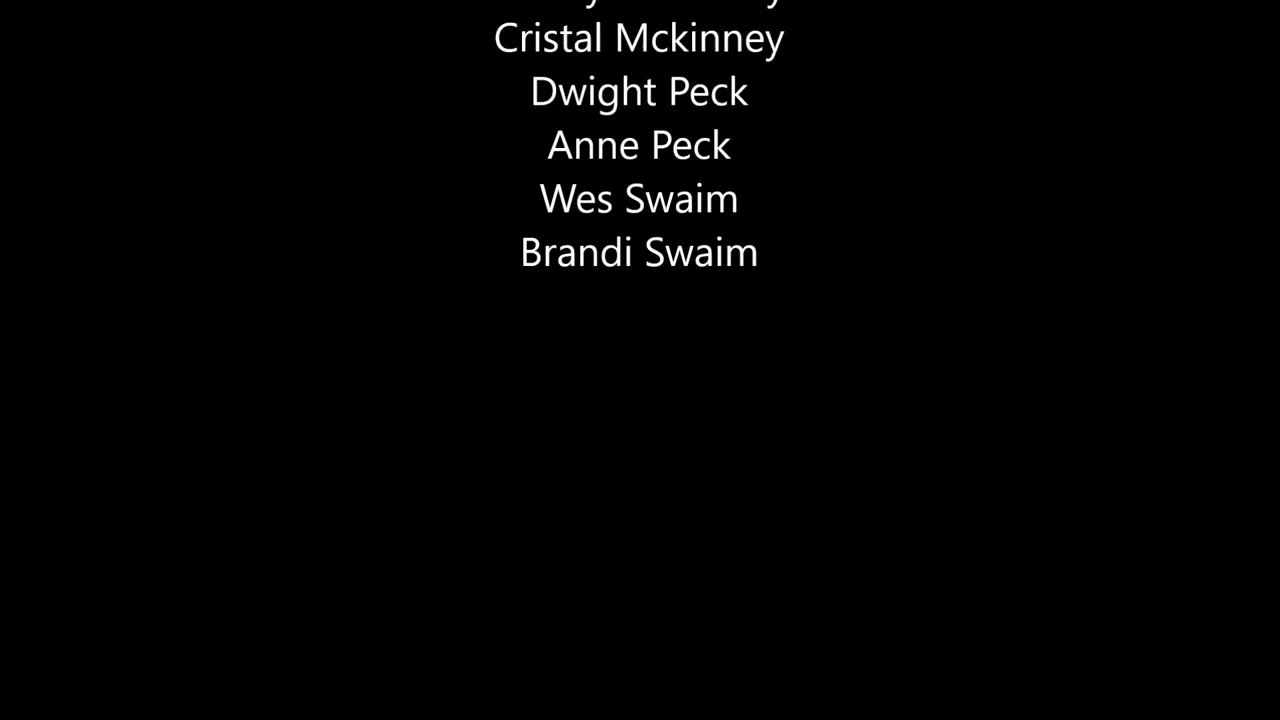 Cristal Mckinney
Dwight Peck
Anne Peck
Wes Swaim
Brandi Swaim